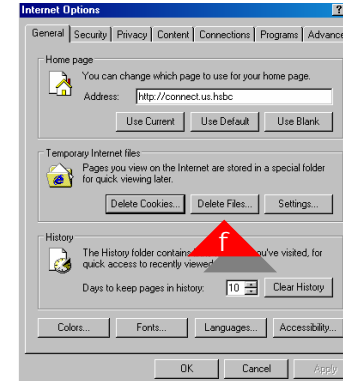 Internet Options ?
General Security Privacy Content Connections Programs Advance
Home page
You can change which page to use for your home page.
Address: http://connect.us.hsbc
Use Current Use Default Use Blank
Temporary Internet files
Pages you view on the Internet are stored in a special folder
for quick viewing later.
Delete Cookies... Delete Files... Settings...
f
History
The History folder contains you've visited, for
quick access to recently viewed
Days to keep pages in history: 10 Clear History
Colors... Fonts... Languages... Accessibility...
OK Cancel Apply